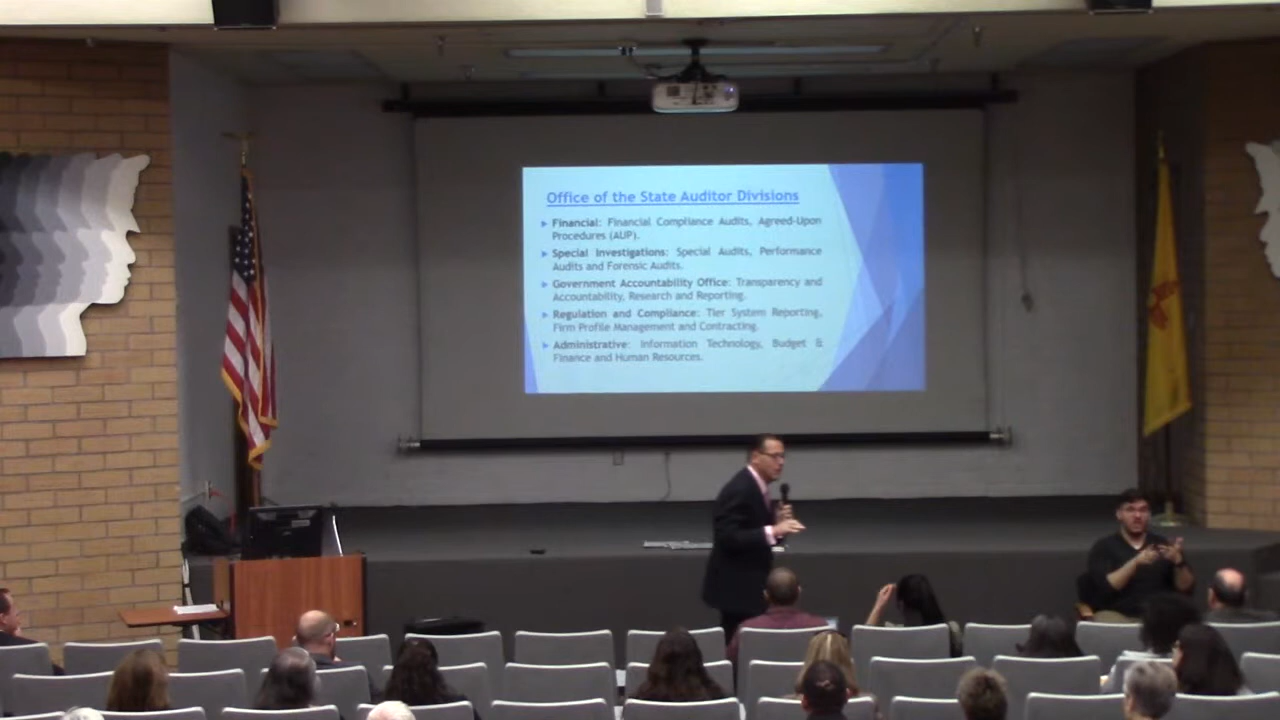 Office of the State Auditor Divisions
Financial: Financial Compliance Audits, Agreed-Upon
Procedures (AUP).
Special Investigations: Special Audits, Performance
Audits and Forensic Audits.
Government Accountability Office: Transparency and
Accountability, Research and Reporting.
Regulation and Compliance: Tier System Reporting,
Firm Profile Management and Contracting.
Administrative: Information Technology, Budget &
Finance and Human Resources.